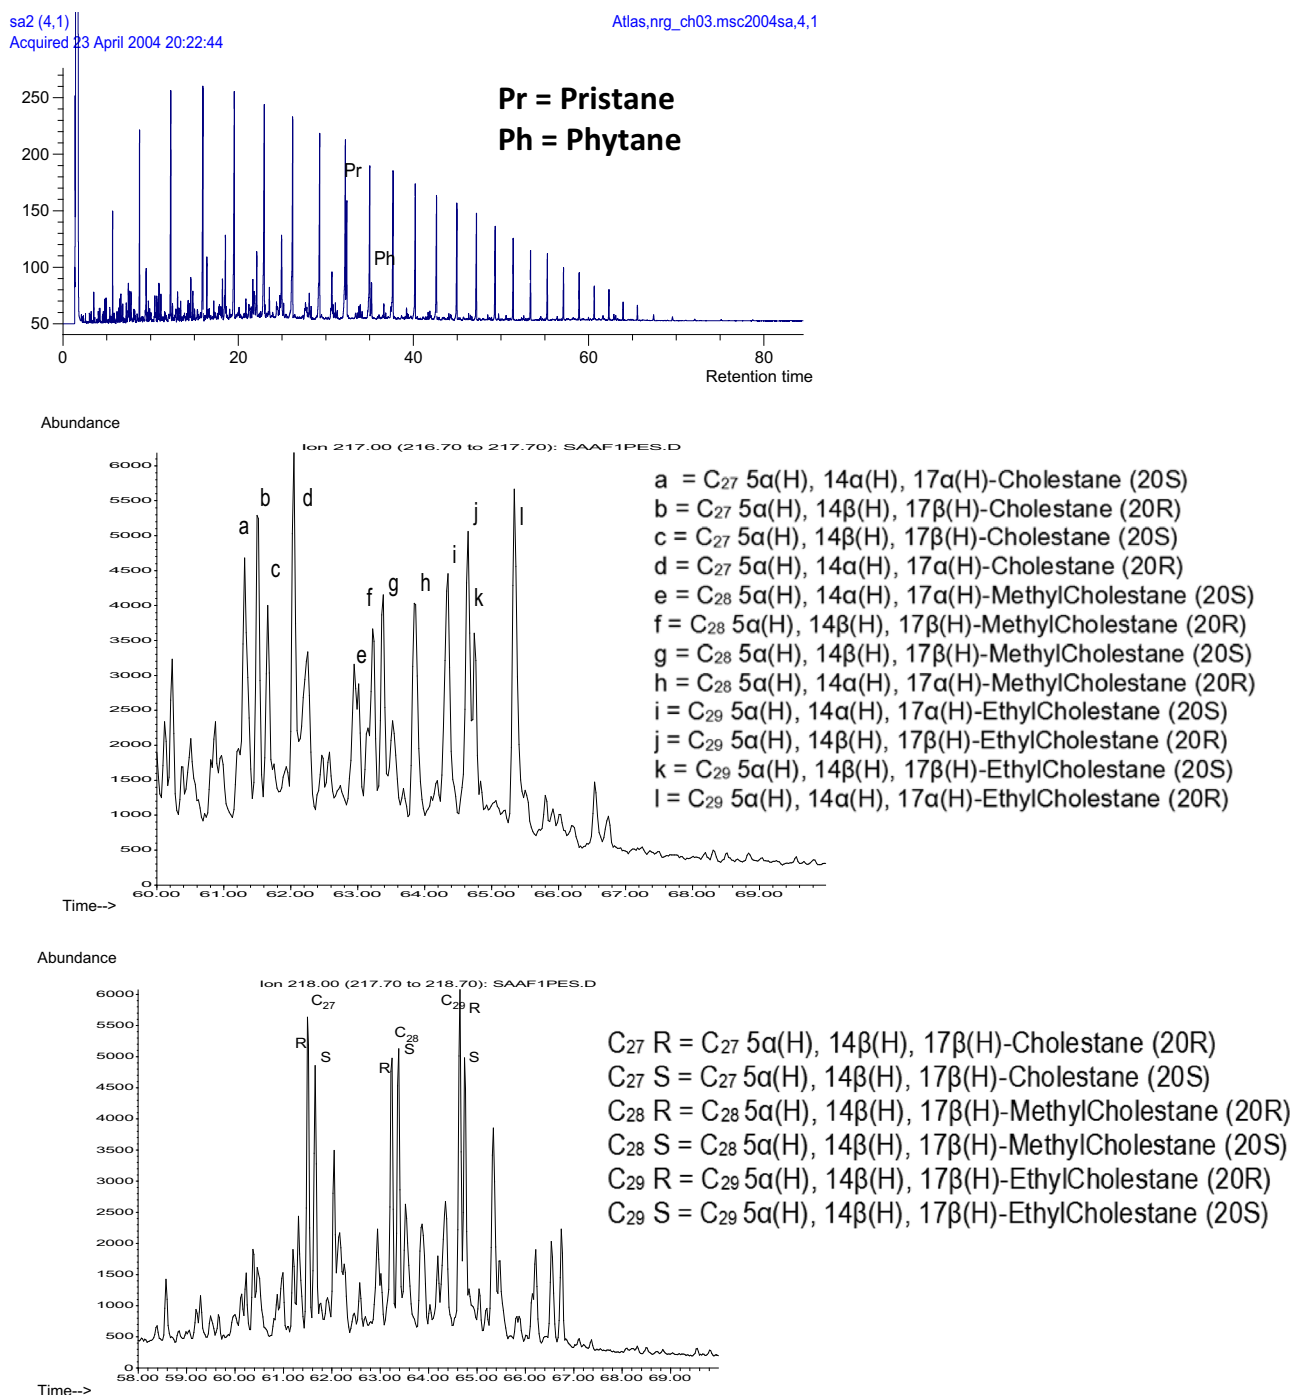 sa2 (4,1)
Atlas,nrg_ch03.msc2004sa,4,1
Acquired 23 April 2004 20:22:44
Pr = Pristane
Ph = Phytane
250
200
150
100
50
Pr
Ph
0 20 40 60 80
Retention time
Abundance
Ion 217.00 (216.70 to 217.70): SAAF1PES.D
6000
5500
5000
4500
4000
3500
3000
2500
2000
1500
1000
500
0
a b c d e f g h i j k l
60.00 61.00 62.00 63.00 64.00 65.00 66.00 67.00 68.00 69.00
Time-->
a = C₂₇ 5α(H), 14α(H), 17α(H)-Cholestane (20S)
b = C₂₇ 5α(H), 14β(H), 17β(H)-Cholestane (20R)
c = C₂₇ 5α(H), 14β(H), 17β(H)-Cholestane (20S)
d = C₂₇ 5α(H), 14α(H), 17α(H)-Cholestane (20R)
e = C₂₈ 5α(H), 14α(H), 17α(H)-MethylCholestane (20S)
f = C₂₈ 5α(H), 14β(H), 17β(H)-MethylCholestane (20R)
g = C₂₈ 5α(H), 14β(H), 17β(H)-MethylCholestane (20S)
h = C₂₈ 5α(H), 14α(H), 17α(H)-MethylCholestane (20R)
i = C₂₉ 5α(H), 14α(H), 17α(H)-EthylCholestane (20S)
j = C₂₉ 5α(H), 14β(H), 17β(H)-EthylCholestane (20R)
k = C₂₉ 5α(H), 14β(H), 17β(H)-EthylCholestane (20S)
l = C₂₉ 5α(H), 14α(H), 17α(H)-EthylCholestane (20R)
Abundance
Ion 218.00 (217.70 to 218.70): SAAF1PES.D
6000
5500
5000
4500
4000
3500
3000
2500
2000
1500
1000
500
0
C₂₇
R S
C₂₈
R S
C₂₉
R S
58.00 59.00 60.00 61.00 62.00 63.00 64.00 65.00 66.00 67.00 68.00 69.00
Time-->
C₂₇ R = C₂₇ 5α(H), 14β(H), 17β(H)-Cholestane (20R)
C₂₇ S = C₂₇ 5α(H), 14β(H), 17β(H)-Cholestane (20S)
C₂₈ R = C₂₈ 5α(H), 14β(H), 17β(H)-MethylCholestane (20R)
C₂₈ S = C₂₈ 5α(H), 14β(H), 17β(H)-MethylCholestane (20S)
C₂₉ R = C₂₉ 5α(H), 14β(H), 17β(H)-EthylCholestane (20R)
C₂₉ S = C₂₉ 5α(H), 14β(H), 17β(H)-EthylCholestane (20S)